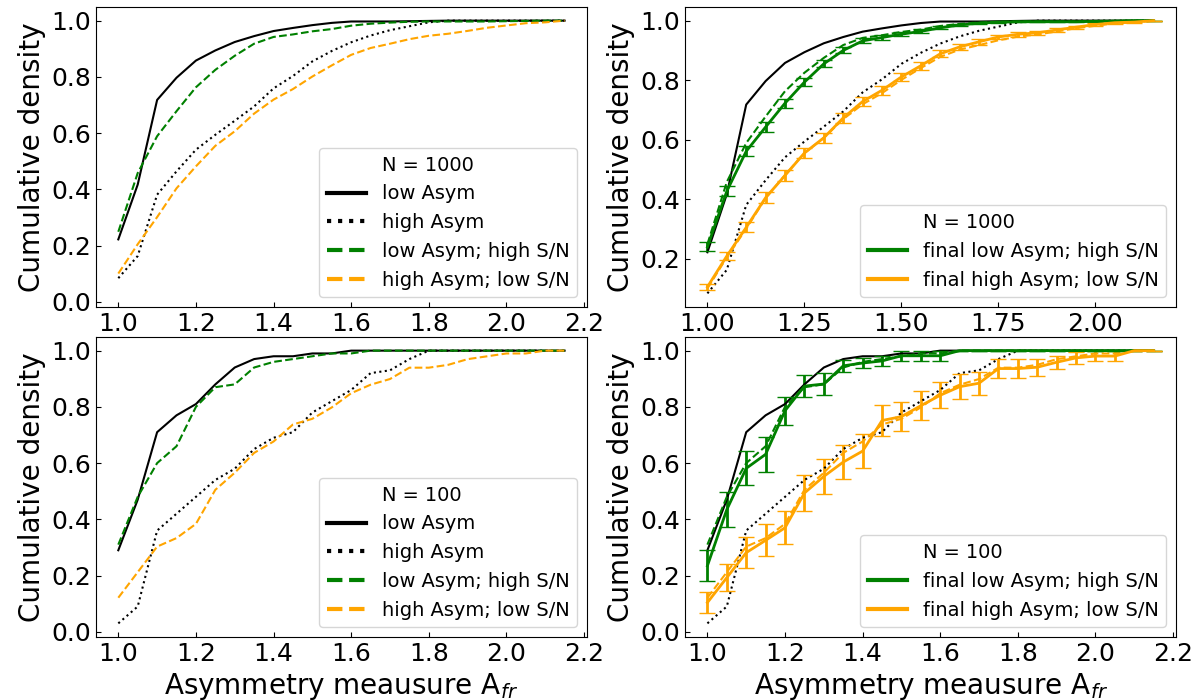 Cumulative density
1.0
0.8
0.6
0.4
0.2
0.0
N = 1000
low Asym
high Asym
low Asym; high S/N
high Asym; low S/N
1.0 1.2 1.4 1.6 1.8 2.0 2.2
Cumulative density
1.0
0.8
0.6
0.4
0.2
N = 1000
final low Asym; high S/N
final high Asym; low S/N
1.00 1.25 1.50 1.75 2.00
Cumulative density
1.0
0.8
0.6
0.4
0.2
0.0
N = 100
low Asym
high Asym
low Asym; high S/N
high Asym; low S/N
1.0 1.2 1.4 1.6 1.8 2.0 2.2
Asymmetry meausure A_{fr}
Cumulative density
1.0
0.8
0.6
0.4
0.2
0.0
N = 100
final low Asym; high S/N
final high Asym; low S/N
1.0 1.2 1.4 1.6 1.8 2.0 2.2
Asymmetry meausure A_{fr}